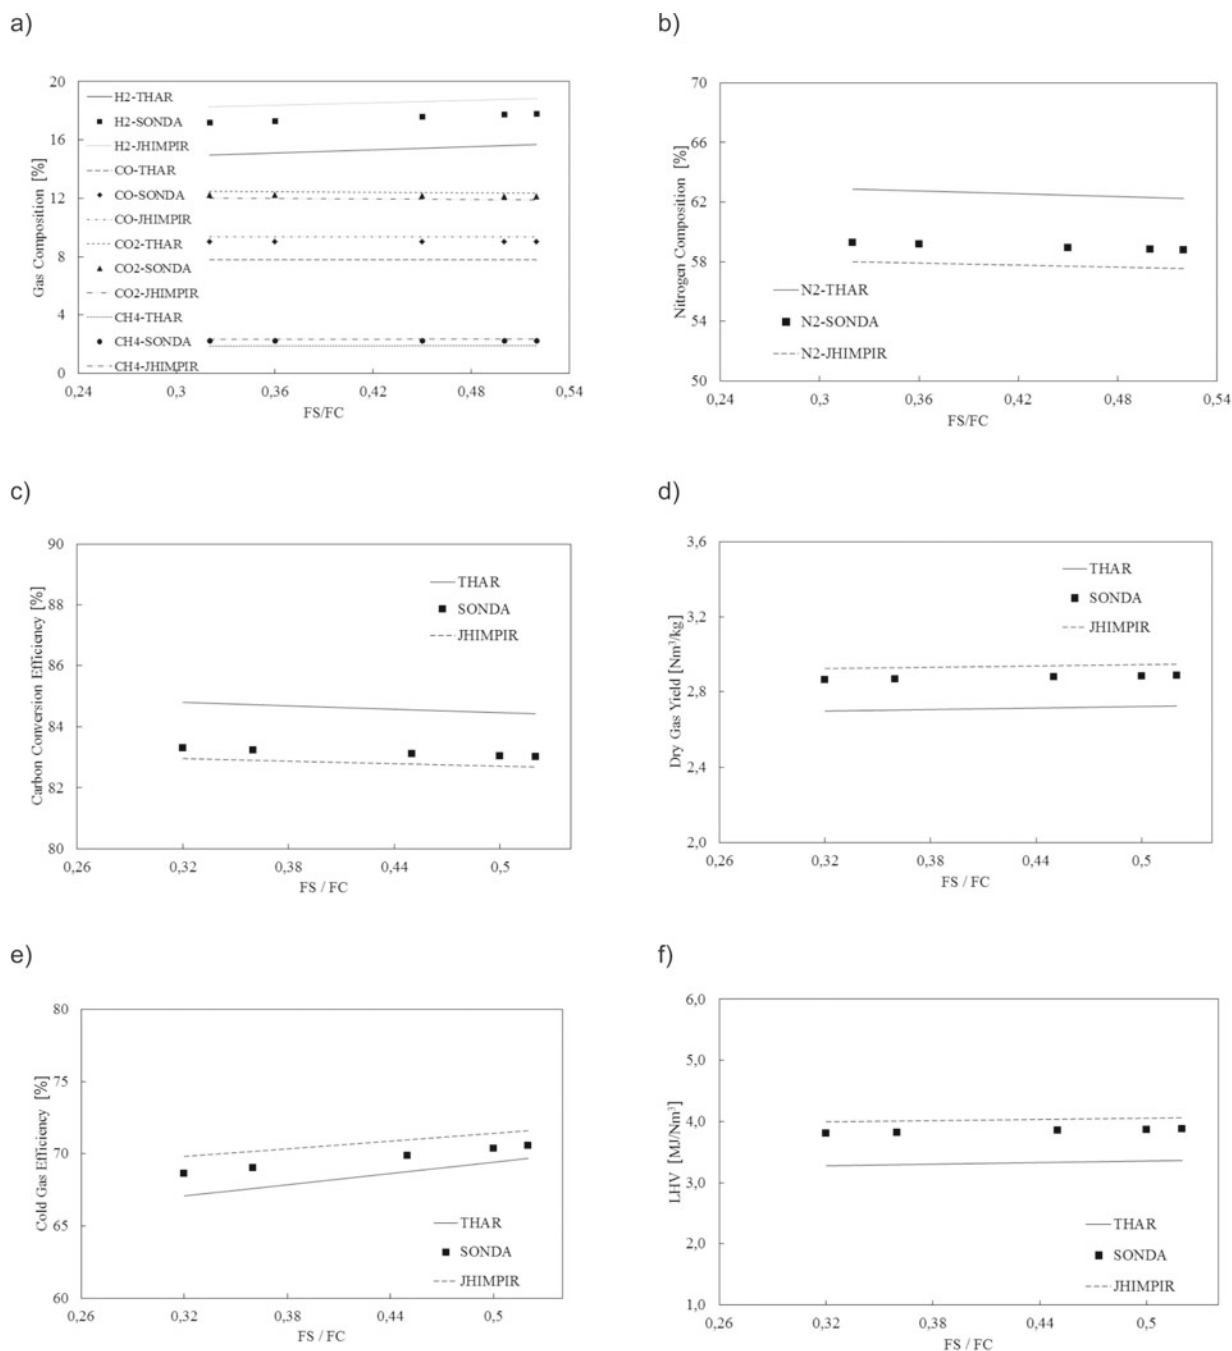 a)
20
16
12
8
4
0
Gas Composition [%]
H2-THAR
H2-SONDA
H2-JHIMPIR
CO-THAR
CO-SONDA
CO-JHIMPIR
CO2-THAR
CO2-SONDA
CO2-JHIMPIR
CH4-THAR
CH4-SONDA
CH4-JHIMPIR
0,24 0,3 0,36 0,42 0,48 0,54
FS/FC
b)
70
66
62
58
54
50
Nitrogen Composition [%]
N2-THAR
N2-SONDA
N2-JHIMPIR
0,24 0,3 0,36 0,42 0,48 0,54
FS/FC
c)
90
88
86
84
82
80
Carbon Conversion Efficiency [%]
THAR
SONDA
JHIMPIR
0,26 0,32 0,38 0,44 0,5
FS / FC
d)
3,6
3,2
2,8
2,4
2,0
Dry Gas Yield [Nm³/kg]
THAR
SONDA
JHIMPIR
0,26 0,32 0,38 0,44 0,5
FS / FC
e)
80
75
70
65
60
Cold Gas Efficiency [%]
THAR
SONDA
JHIMPIR
0,26 0,32 0,38 0,44 0,5
FS / FC
f)
6,0
5,0
4,0
3,0
2,0
1,0
LHV [MJ/Nm³]
THAR
SONDA
JHIMPIR
0,26 0,32 0,38 0,44 0,5
FS / FC